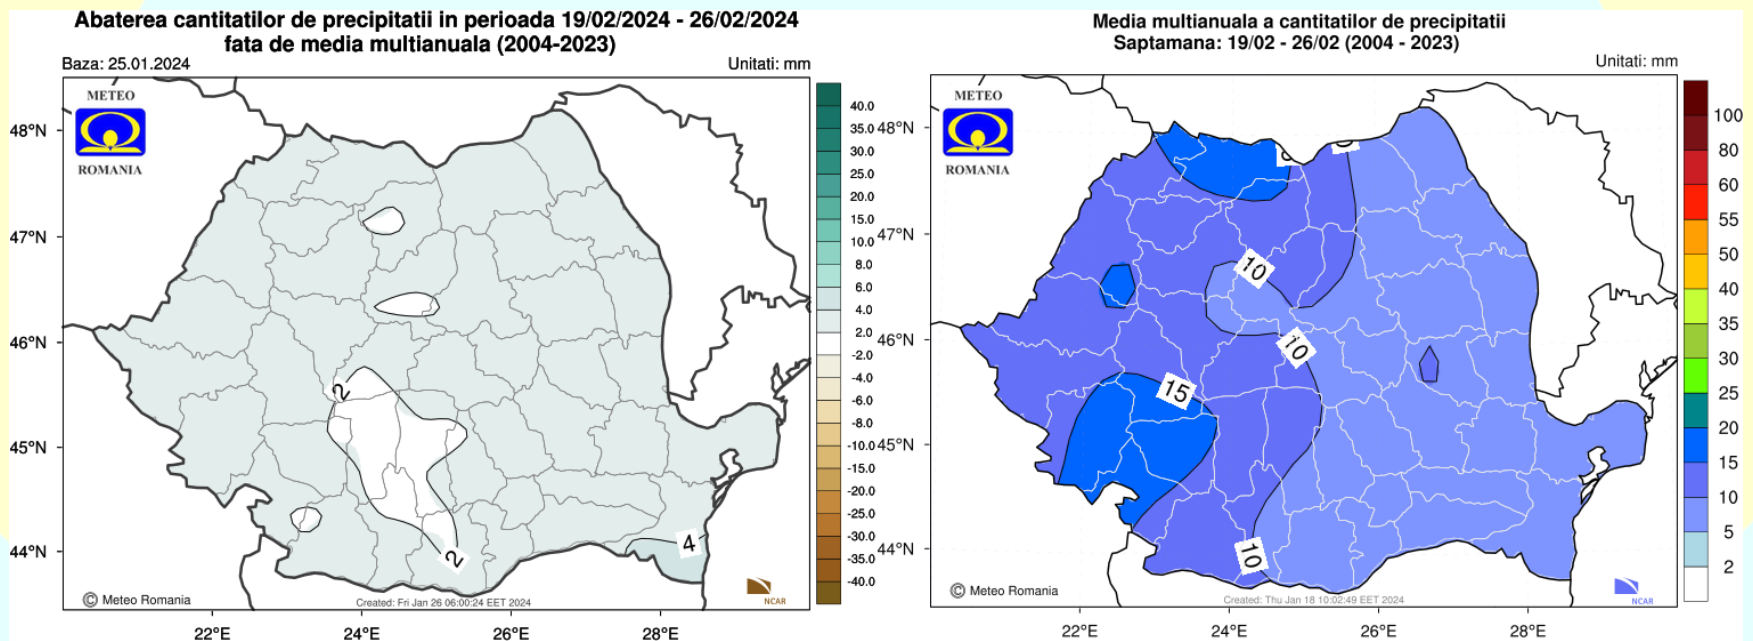 Abaterea cantitatilor de precipitatii in perioada 19/02/2024 - 26/02/2024
fata de media multianuala (2004-2023)
Baza: 25.01.2024
Unitati: mm
METEO
ROMANIA
48°N
47°N
46°N
45°N
44°N
22°E
24°E
26°E
28°E
2
2
4
40.0
35.0
30.0
25.0
20.0
15.0
10.0
8.0
6.0
4.0
2.0
-2.0
-4.0
-6.0
-8.0
-10.0
-15.0
-20.0
-25.0
-30.0
-35.0
-40.0
© Meteo Romania
Created: Fri Jan 26 06:00:24 EET 2024
NCAR
Media multianuala a cantitatilor de precipitatii
Saptamana: 19/02 - 26/02 (2004 - 2023)
Unitati: mm
METEO
ROMANIA
48°N
47°N
46°N
45°N
44°N
22°E
24°E
26°E
28°E
10
10
15
10
100
80
60
55
50
40
35
30
25
20
15
10
5
2
© Meteo Romania
Created: Thu Jan 18 10:02:49 EET 2024
NCAR